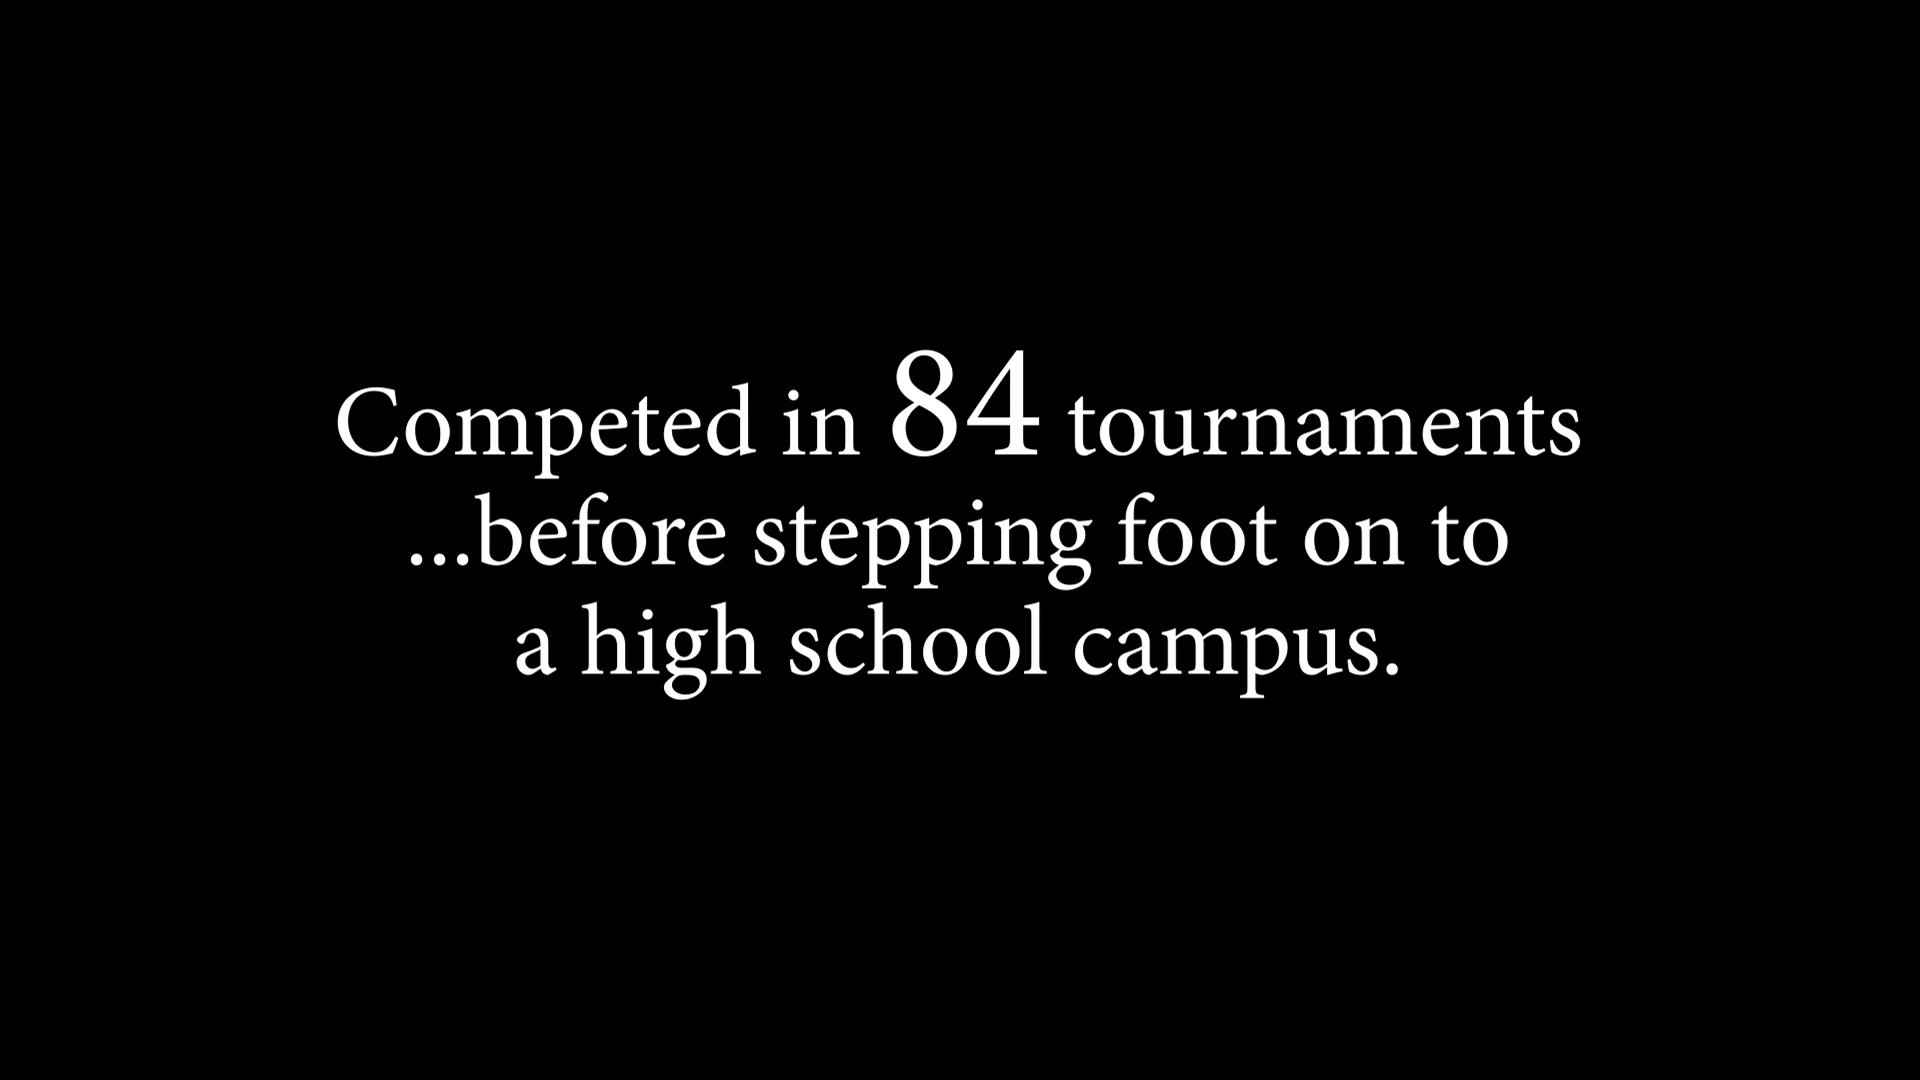 Competed in 84 tournaments
...before stepping foot on to
a high school campus.